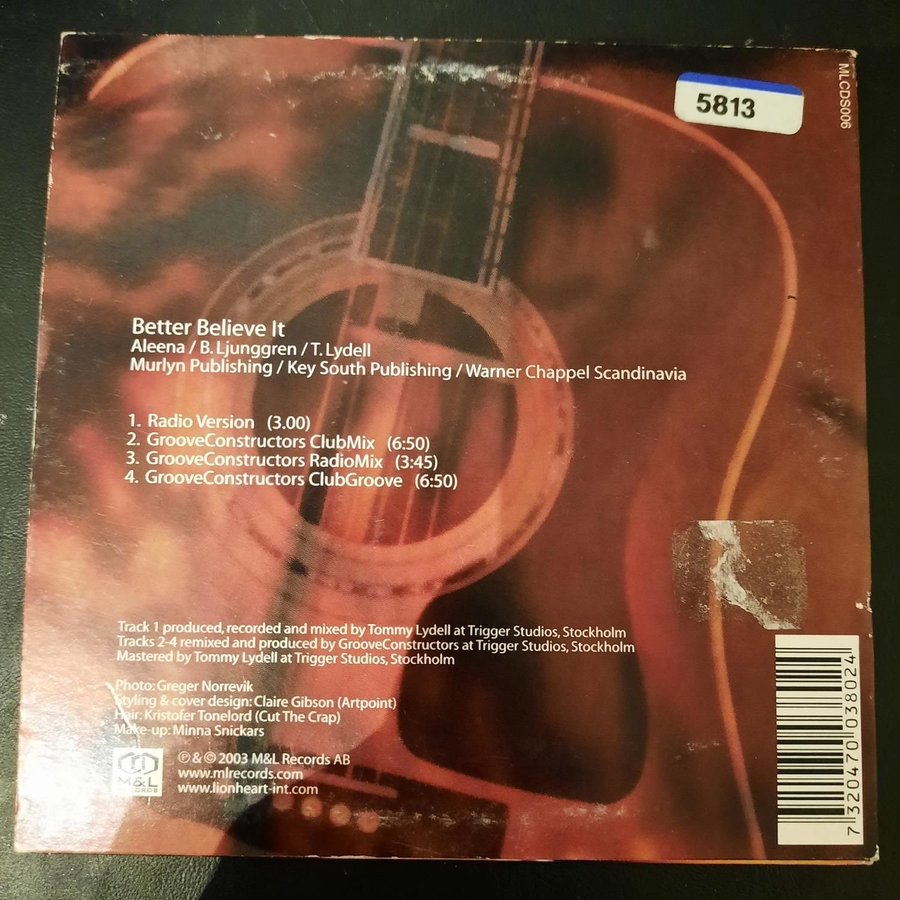 5813
MLCDS006
Better Believe It
Aleena / B. Ljunggren / T. Lydell
Murlyn Publishing / Key South Publishing / Warner Chappel Scandinavia
1. Radio Version (3.00)
2. GrooveConstructors ClubMix (6:50)
3. GrooveConstructors RadioMix (3:45)
4. GrooveConstructors ClubGroove (6:50)
Track 1 produced, recorded and mixed by Tommy Lydell at Trigger Studios, Stockholm
Tracks 2-4 remixed and produced by GrooveConstructors at Trigger Studios, Stockholm
Mastered by Tommy Lydell at Trigger Studios, Stockholm
Photo: Greger Norrevik
Styling & cover design: Claire Gibson (Artpoint)
Hair: Kristofer Tonelord (Cut The Crap)
Make-up: Minna Snickars
M&L
℗ & © 2003 M&L Records AB
www.mlrecords.com
www.lionheart-int.com
7 320470 038024